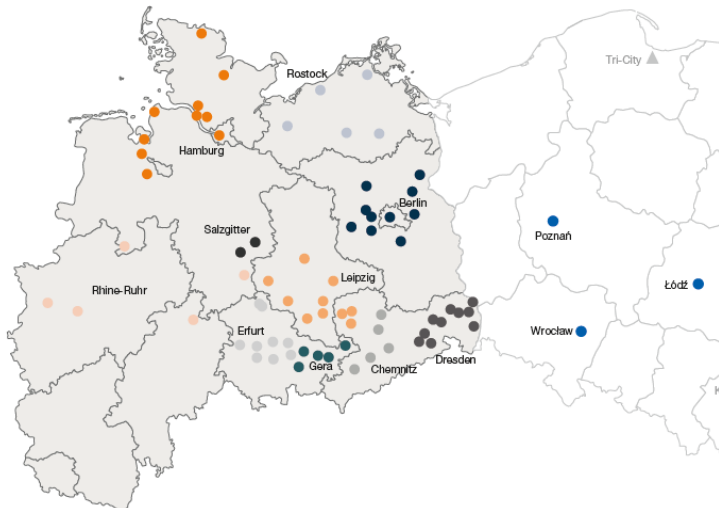 Tri-City
Rostock
Hamburg
Berlin
Salzgitter
Poznań
Leipzig
Rhine-Ruhr
Łódź
Erfurt
Wrocław
Gera
Chemnitz
Dresden
K